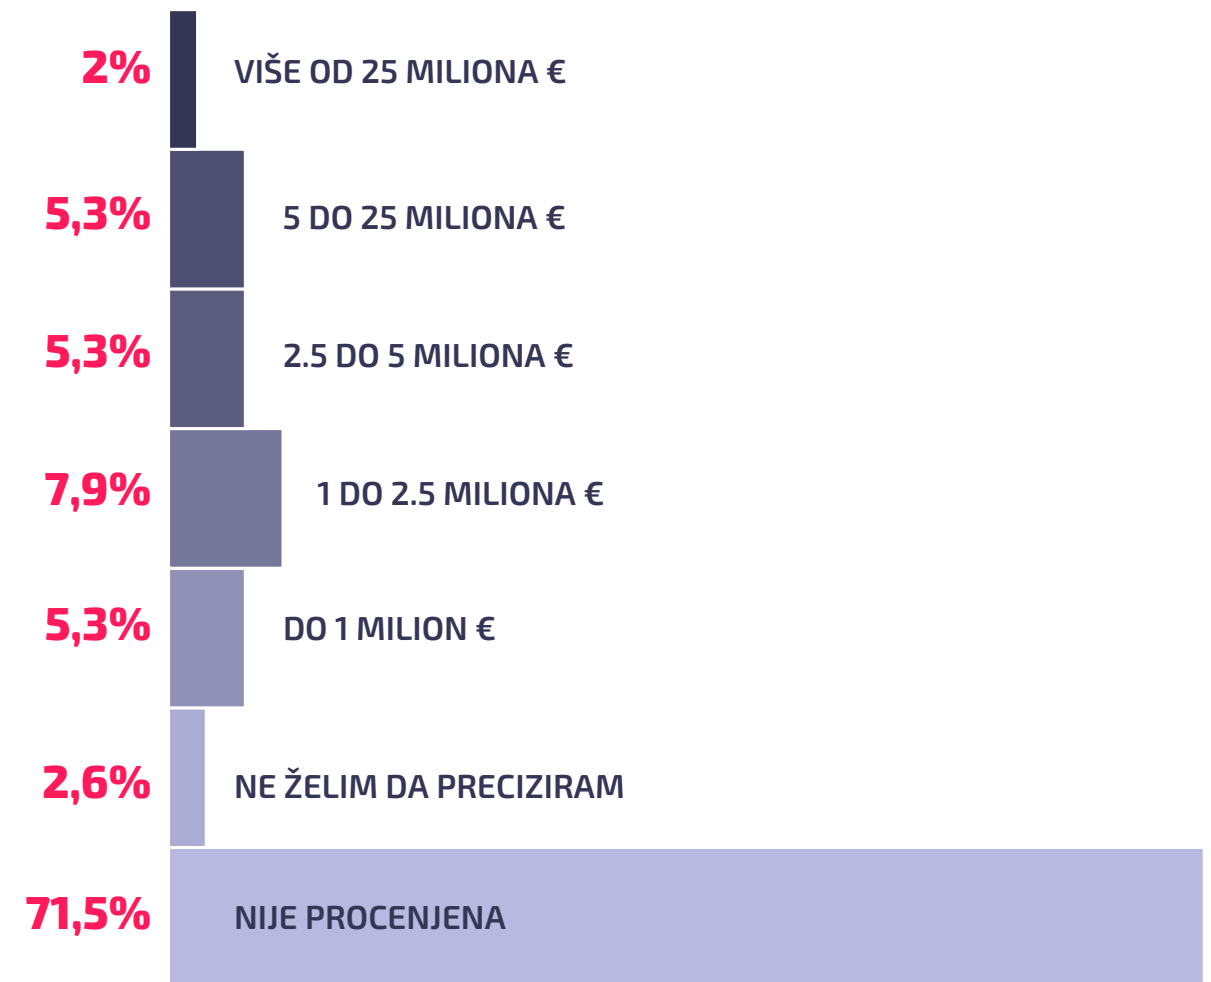 2% VIŠE OD 25 MILIONA €
5,3% 5 DO 25 MILIONA €
5,3% 2.5 DO 5 MILIONA €
7,9% 1 DO 2.5 MILIONA €
5,3% DO 1 MILION €
2,6% NE ŽELIM DA PRECIZIRAM
71,5% NIJE PROCENJENA